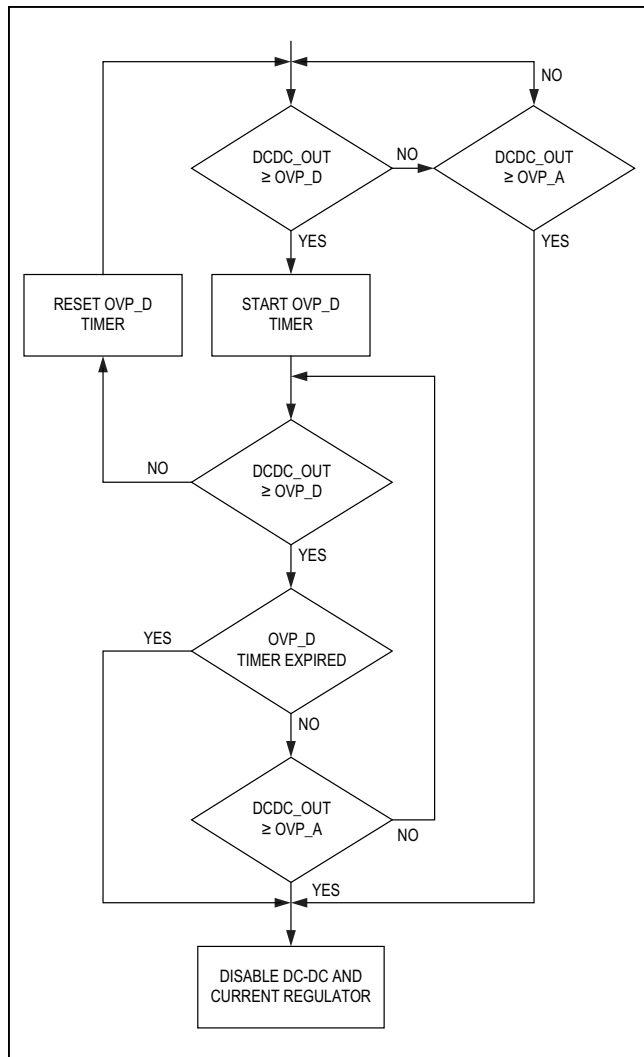 NO
DCDC_OUT
≥ OVP_D
NO
DCDC_OUT
≥ OVP_A
YES
YES
RESET OVP_D
TIMER
START OVP_D
TIMER
NO
DCDC_OUT
≥ OVP_D
YES
YES
OVP_D
TIMER EXPIRED
NO
DCDC_OUT
≥ OVP_A
NO
YES
DISABLE DC-DC AND
CURRENT REGULATOR